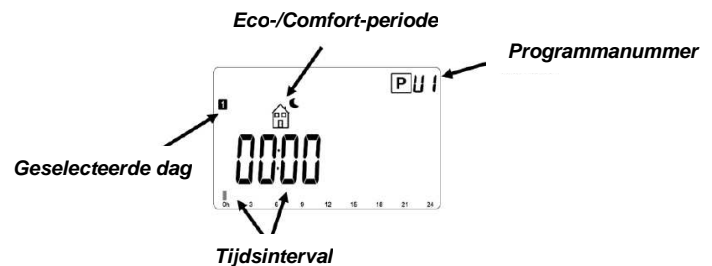 Eco-/Comfort-periode
Programmanummer
P U1
1
Geselecteerde dag
00:00
0h 3 6 9 12 15 18 21 24
Tijdsinterval